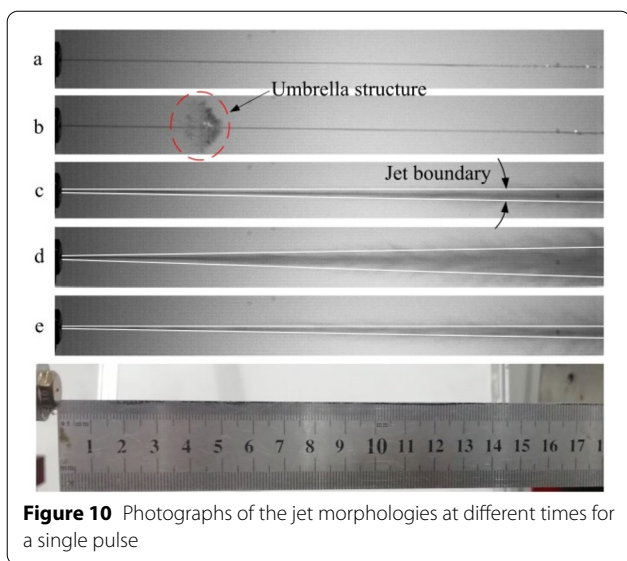 a
Umbrella structure
b
Jet boundary
c
d
e
1 2 3 4 5 6 7 8 9 10 11 12 13 14 15 16 17
Figure 10 Photographs of the jet morphologies at different times for
a single pulse